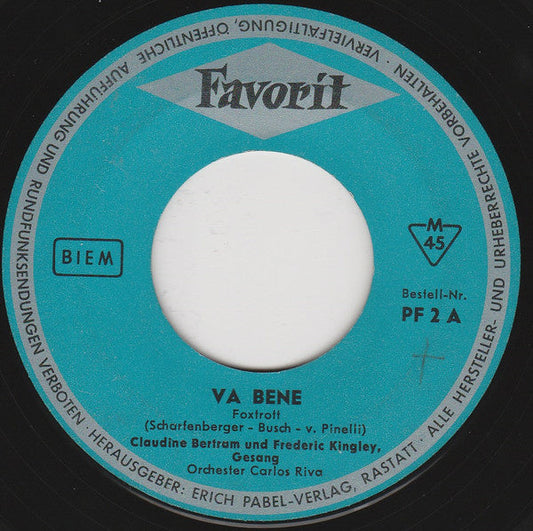 Favorit
BIEM
M
45
Bestell-Nr.
PF 2 A
VA BENE
Foxtrott
(Scharfenberger - Busch - v. Pinelli)
Claudine Bertram und Frederic Kingley,
Gesang
Orchester Carlos Riva
HERAUSGEBER: ERICH PABEL-VERLAG, RASTATT · ALLE HERSTELLER- UND URHEBERRECHTE VORBEHALTEN · VERVIELFALTIGUNG, ÖFFENTLICHE AUFFÜHRUNG UND RUNDFUNKSENDUNGEN VERBOTEN ·